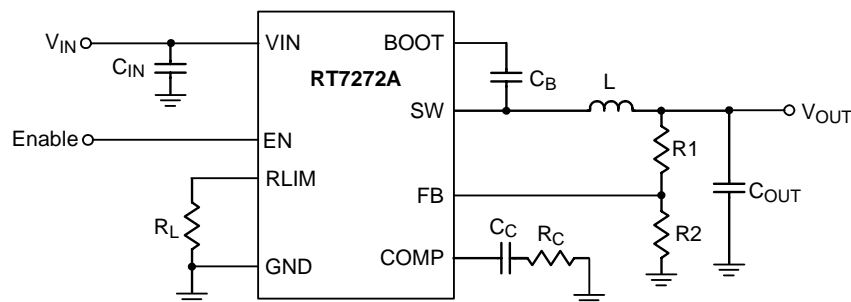 VIN
CIN
Enable
RL
VIN
EN
RLIM
GND
RT7272A
BOOT
SW
FB
COMP
CB
L
R1
R2
CC
RC
COUT
VOUT